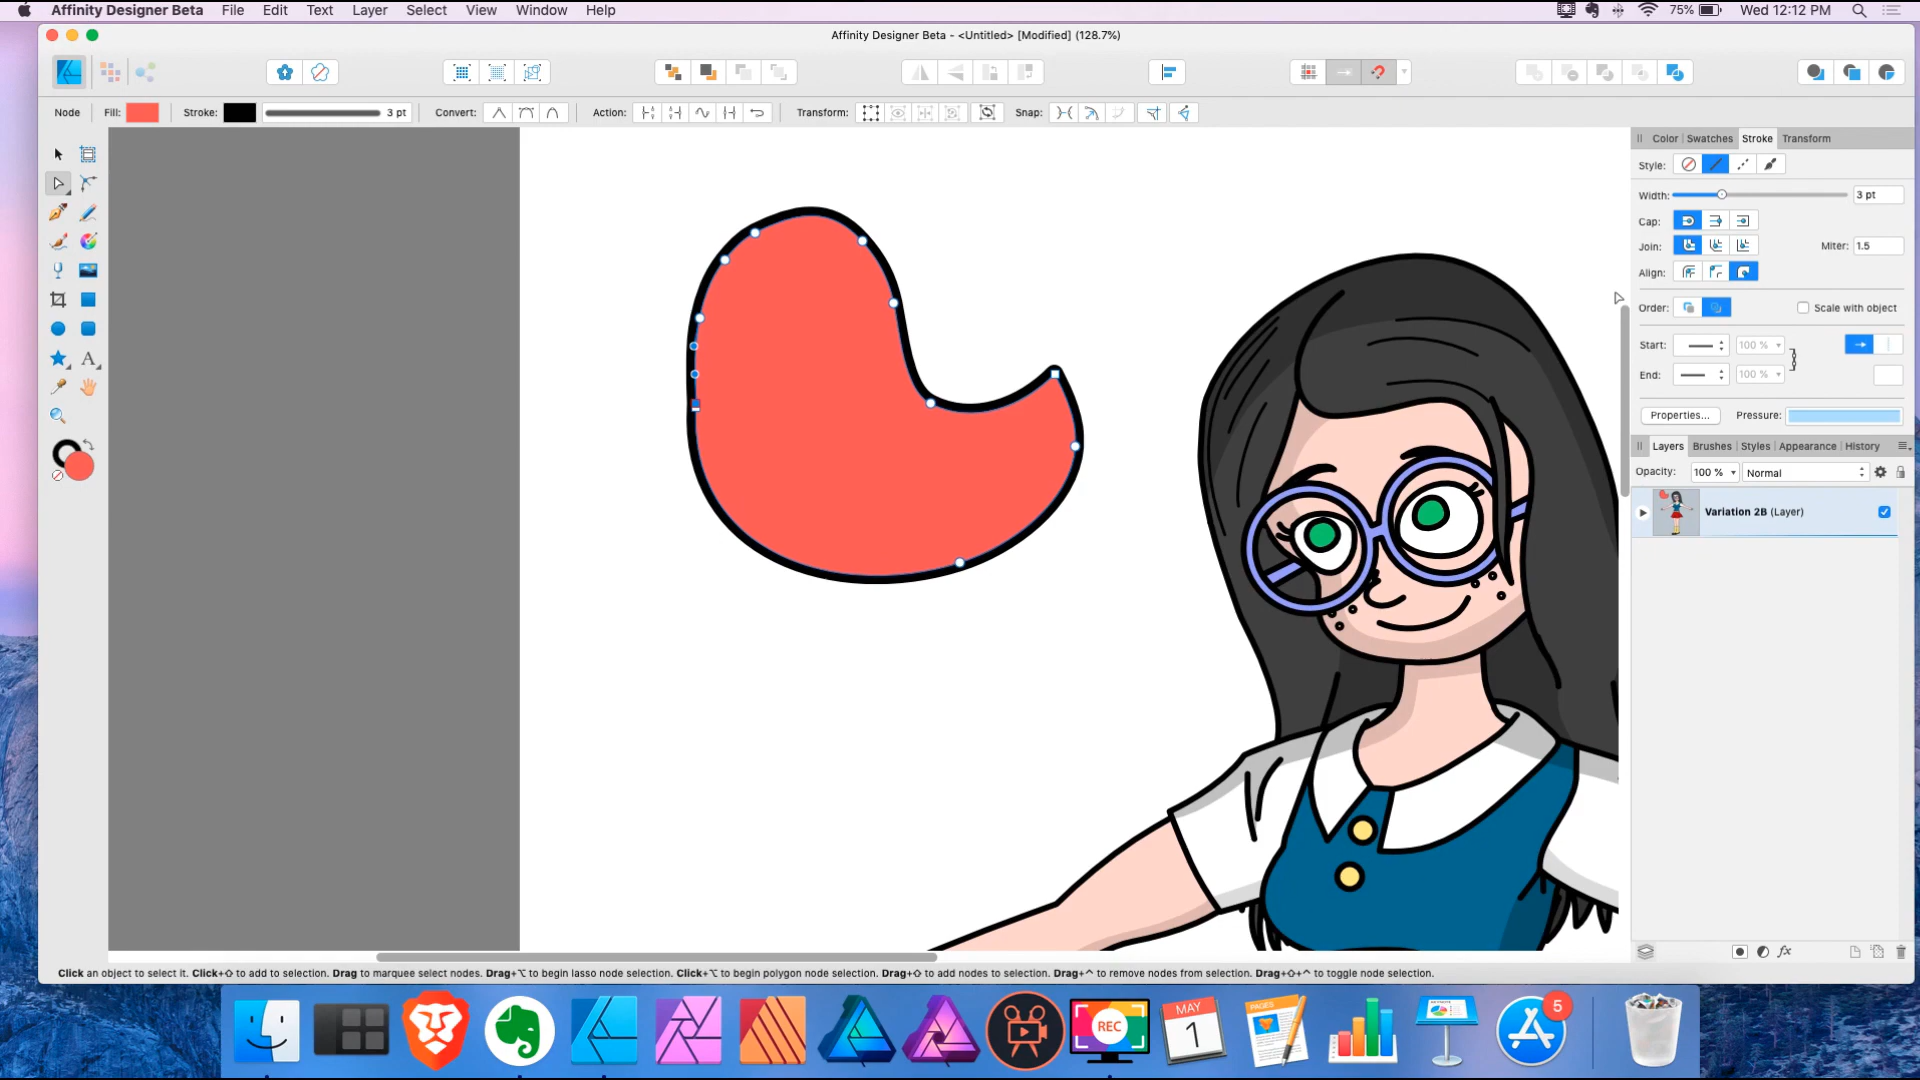 Affinity Designer Beta File Edit Text Layer Select View Window Help 75% Wed 12:12 PM
Affinity Designer Beta - <Untitled> [Modified] (128.7%)
Node Fill: Stroke: 3 pt Convert: Action: Transform: Snap:
Color Swatches Stroke Transform
Style:
Width: 3 pt
Cap:
Join: Miter: 1.5
Align:
Order: Scale with object
Start: 100 %
End: 100 %
Properties... Pressure:
Layers Brushes Styles Appearance History
Opacity: 100 % Normal
Variation 2B (Layer)
A
fx
Click an object to select it. Click+⇧ to add to selection. Drag to marquee select nodes. Drag+⌥ to begin lasso node selection. Click+⌥ to begin polygon node selection. Drag+⇧ to add nodes to selection. Drag+^ to remove nodes from selection. Drag+⇧+^ to toggle node selection.
REC
MAY
1
PAGES
5